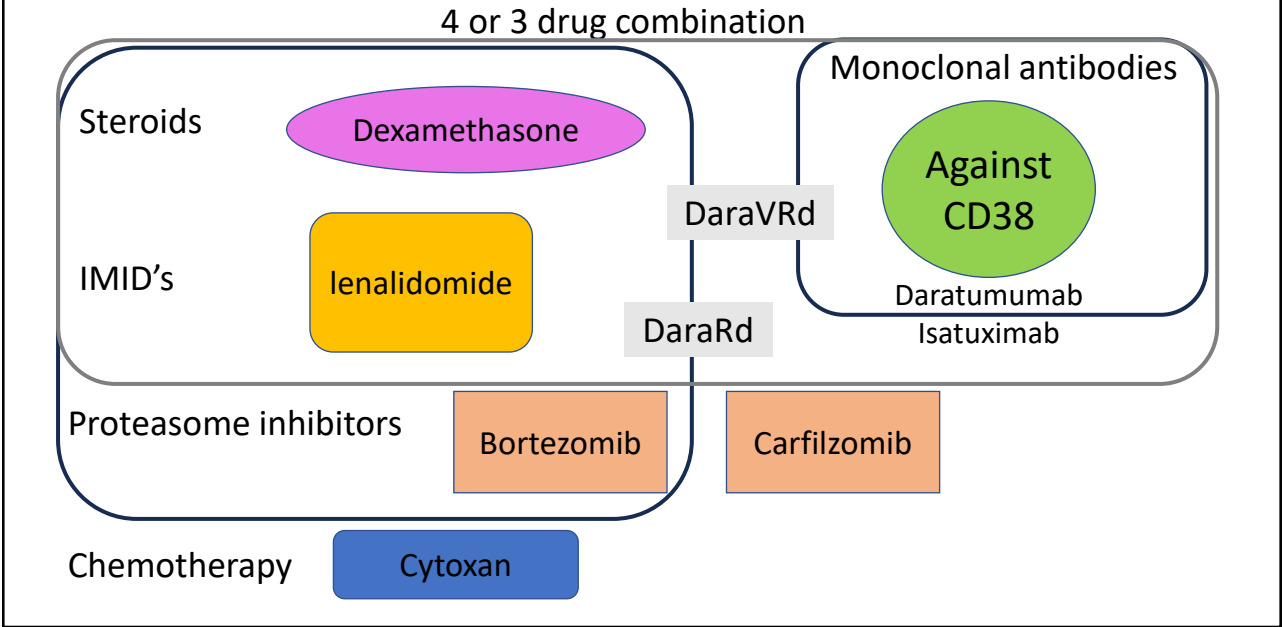 4 or 3 drug combination
Monoclonal antibodies
Steroids
Dexamethasone
Against
CD38
DaraVRd
IMID's
lenalidomide
Daratumumab
Isatuximab
DaraRd
Proteasome inhibitors
Bortezomib
Carfilzomib
Chemotherapy
Cytoxan